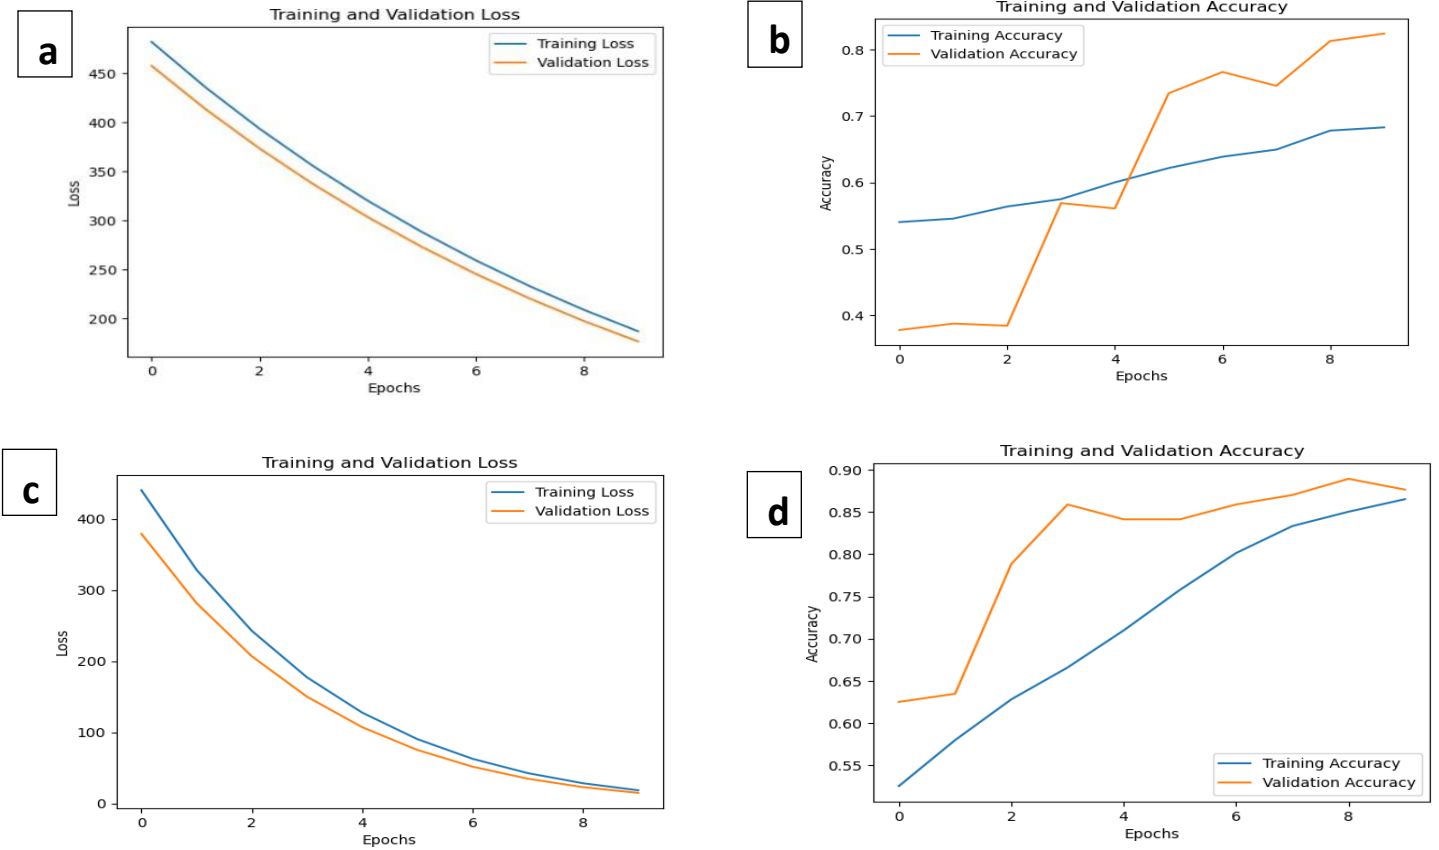 a
Training and Validation Loss
Training Loss
Validation Loss
450
400
350
300
250
200
Loss
0 2 4 6 8
Epochs
b
Training and Validation Accuracy
Training Accuracy
Validation Accuracy
0.8
0.7
0.6
0.5
0.4
Accuracy
0 2 4 6 8
Epochs
c
Training and Validation Loss
Training Loss
Validation Loss
400
300
200
100
0
Loss
0 2 4 6 8
Epochs
d
Training and Validation Accuracy
0.90
0.85
0.80
0.75
0.70
0.65
0.60
0.55
Accuracy
Training Accuracy
Validation Accuracy
0 2 4 6 8
Epochs